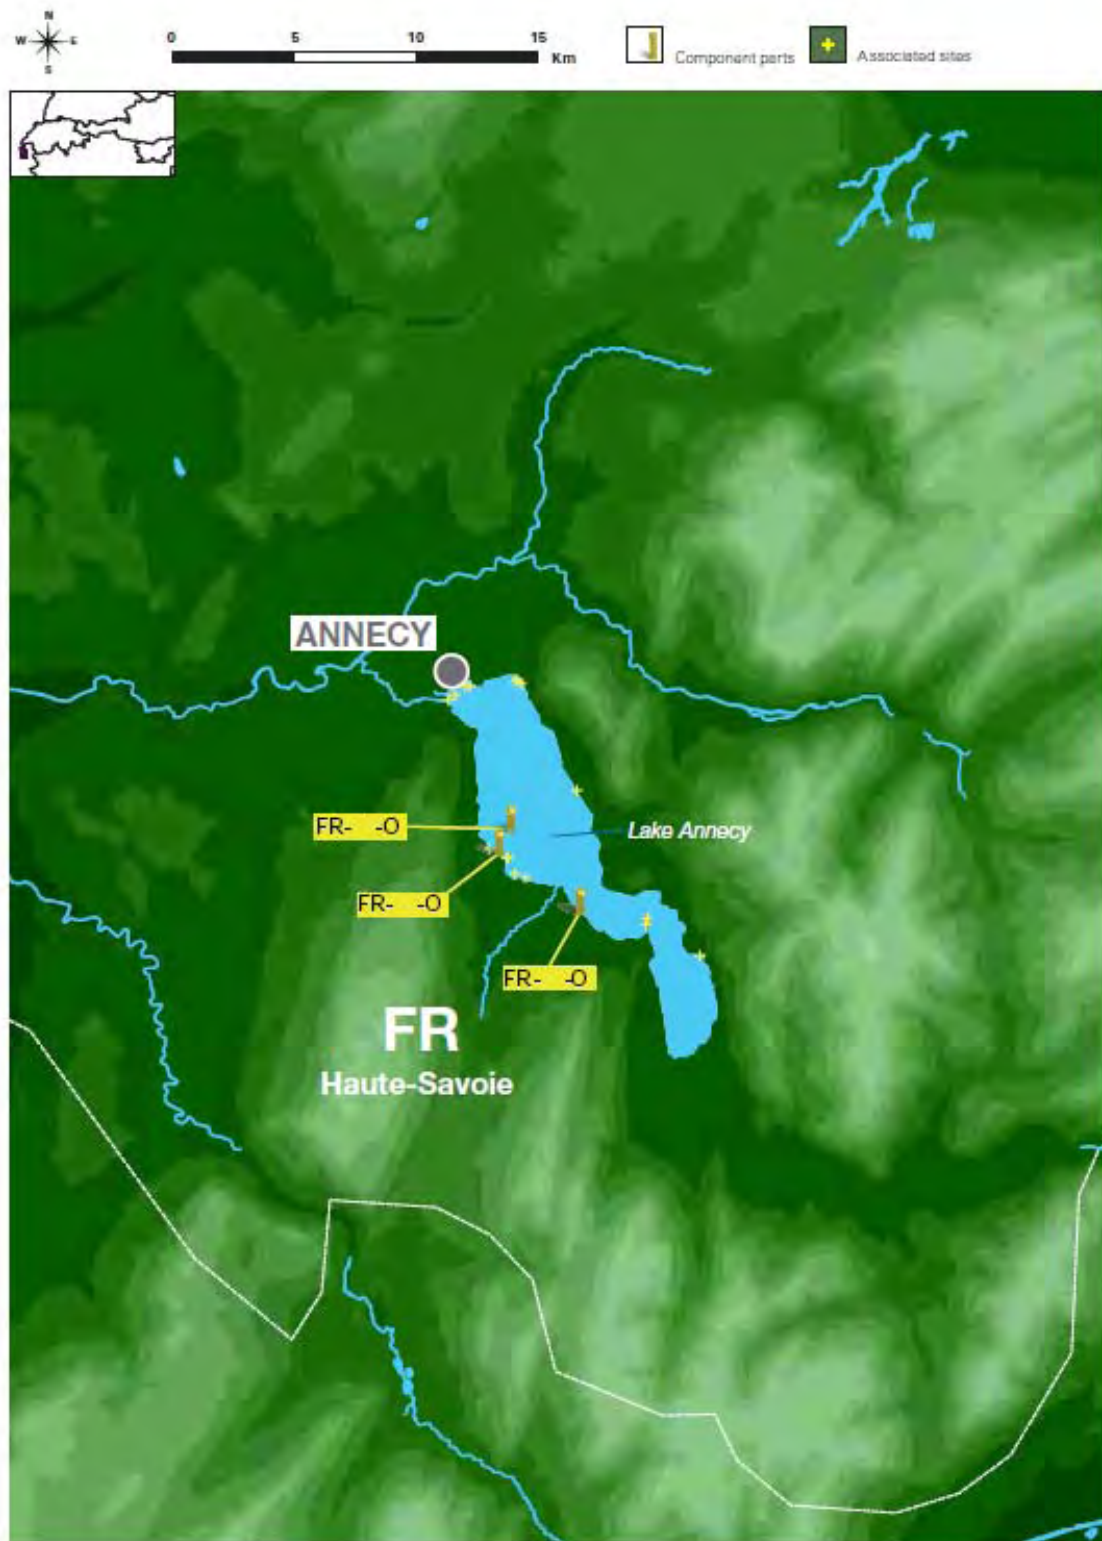 N
W E
S
0 5 10 15
Km
Component parts
Associated sites
ANNECY
FR- -O
Lake Annecy
FR- -O
FR- -O
FR
Haute-Savoie